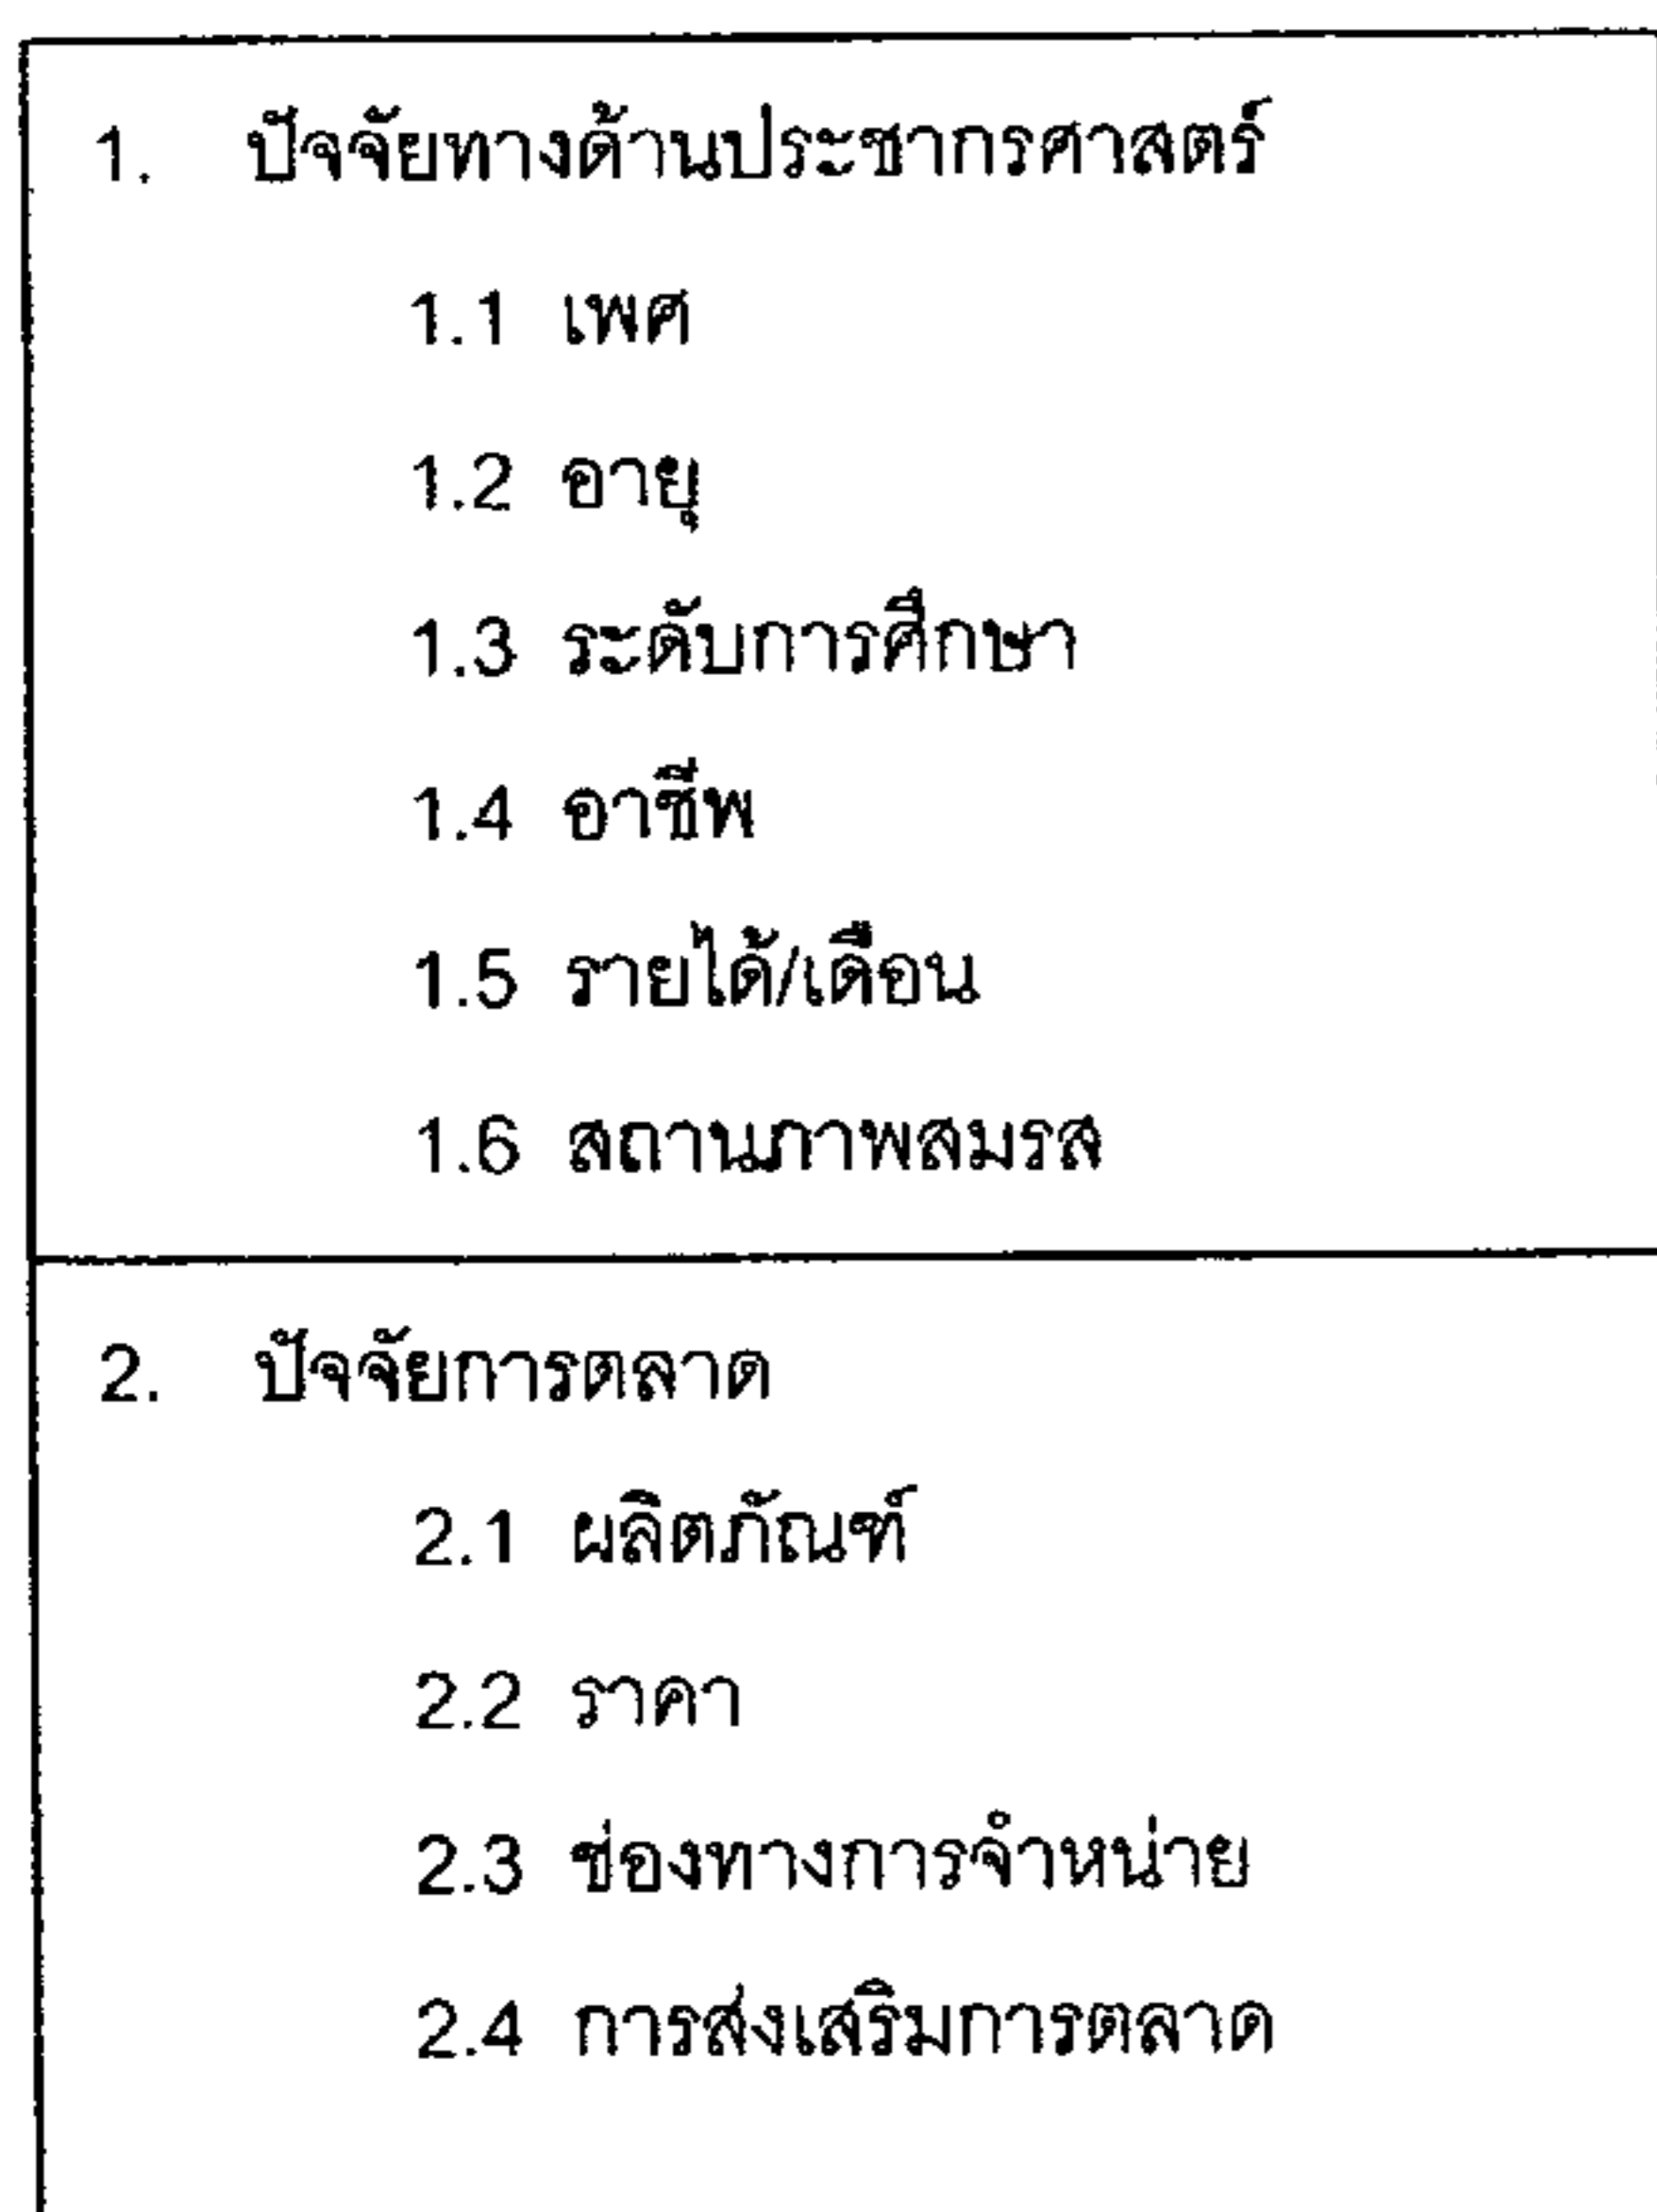 1. ปัจจัยทางด้านประชากรศาสตร์
1.1 เพศ
1.2 อายุ
1.3 ระดับการศึกษา
1.4 อาชีพ
1.5 รายได้/เดือน
1.6 สถานภาพสมรส
2. ปัจจัยการตลาด
2.1 ผลิตภัณฑ์
2.2 ราคา
2.3 ช่องทางการจำหน่าย
2.4 การส่งเสริมการตลาด